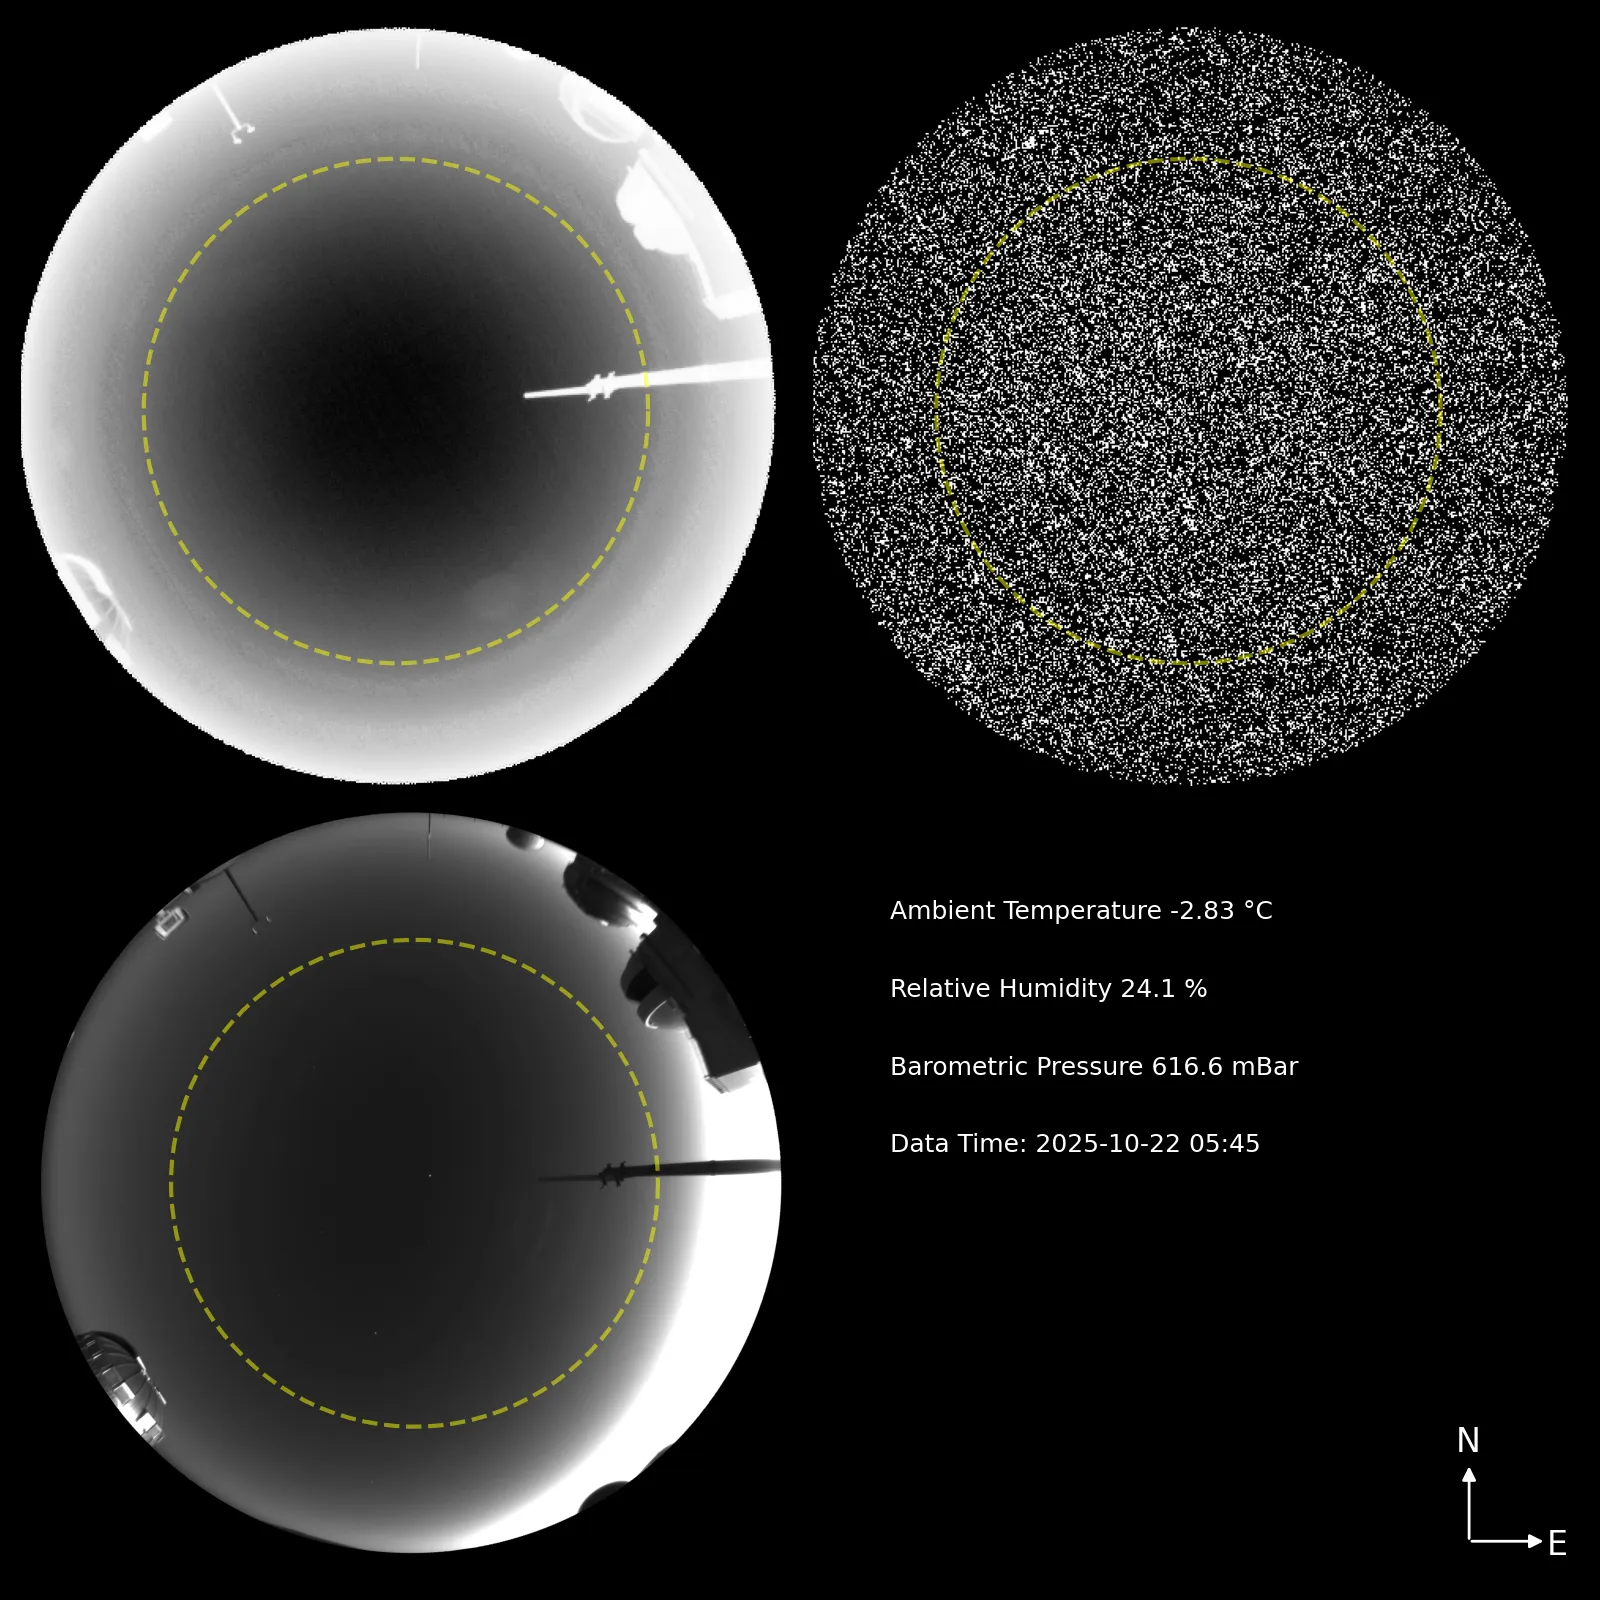 Ambient Temperature -2.83 °C
Relative Humidity 24.1 %
Barometric Pressure 616.6 mBar
Data Time: 2025-10-22 05:45
N
E